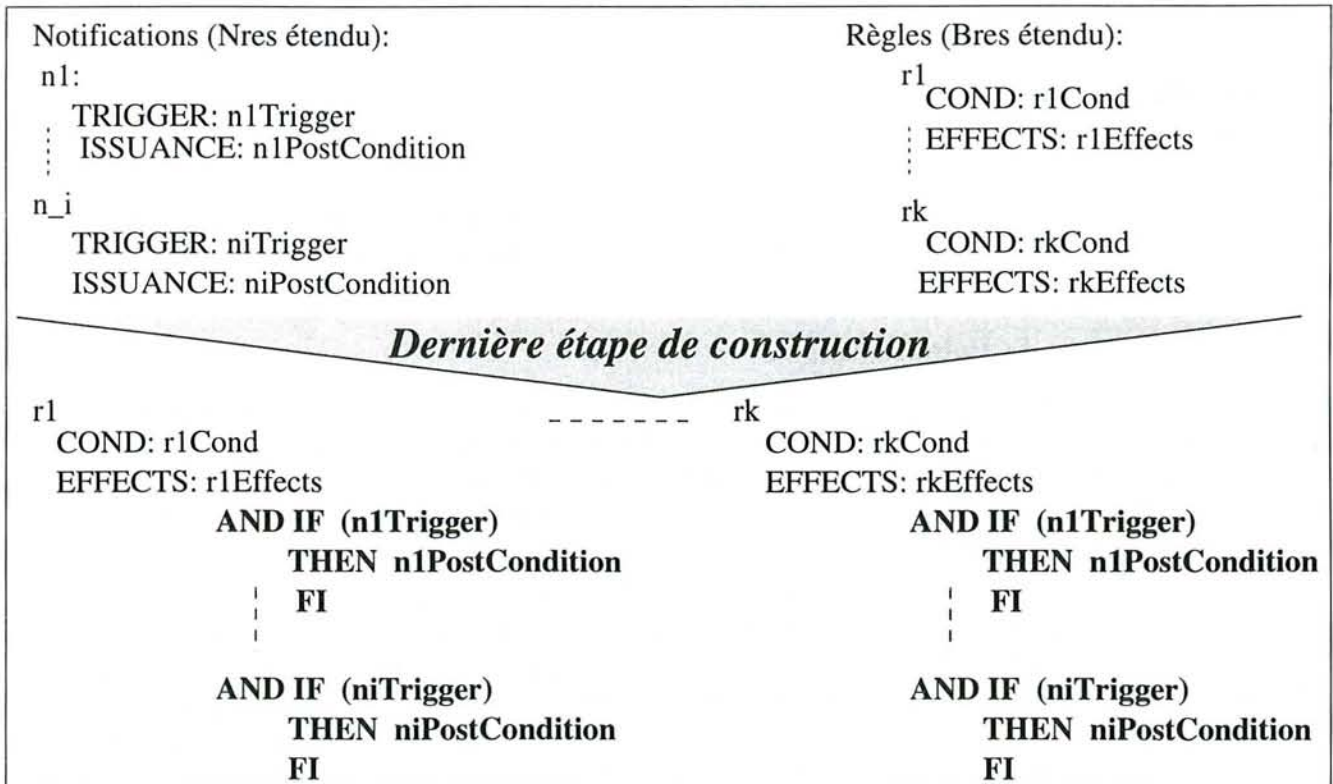 Notifications (Nres étendu):
n1:
TRIGGER: n1Trigger
ISSUANCE: n1PostCondition
n_i
TRIGGER: niTrigger
ISSUANCE: niPostCondition
Règles (Bres étendu):
r1
COND: r1Cond
EFFECTS: r1Effects
rk
COND: rkCond
EFFECTS: rkEffects
Dernière étape de construction
r1
COND: r1Cond
EFFECTS: r1Effects
AND IF (n1Trigger)
THEN n1PostCondition
FI
AND IF (niTrigger)
THEN niPostCondition
FI
rk
COND: rkCond
EFFECTS: rkEffects
AND IF (n1Trigger)
THEN n1PostCondition
FI
AND IF (niTrigger)
THEN niPostCondition
FI